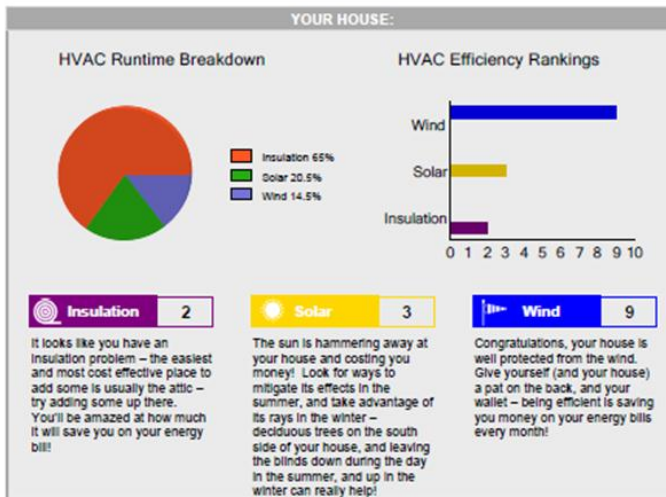 YOUR HOUSE:
HVAC Runtime Breakdown
Insulation 65%
Solar 20.5%
Wind 14.5%
HVAC Efficiency Rankings
Wind
Solar
Insulation
0 1 2 3 4 5 6 7 8 9 10
Insulation 2
It looks like you have an
insulation problem – the easiest
and most cost effective place to
add some is usually the attic –
try adding some up there.
You'll be amazed at how much
it will save you on your energy
bill!
Solar 3
The sun is hammering away at
your house and costing you
money! Look for ways to
mitigate its effects in the
summer, and take advantage of
its rays in the winter –
deciduous trees on the south
side of your house, and leaving
the blinds down during the day
in the summer, and up in the
winter can really help!
Wind 9
Congratulations, your house is
well protected from the wind.
Give yourself (and your house)
a pat on the back, and your
wallet – being efficient is saving
you money on your energy bills
every month!